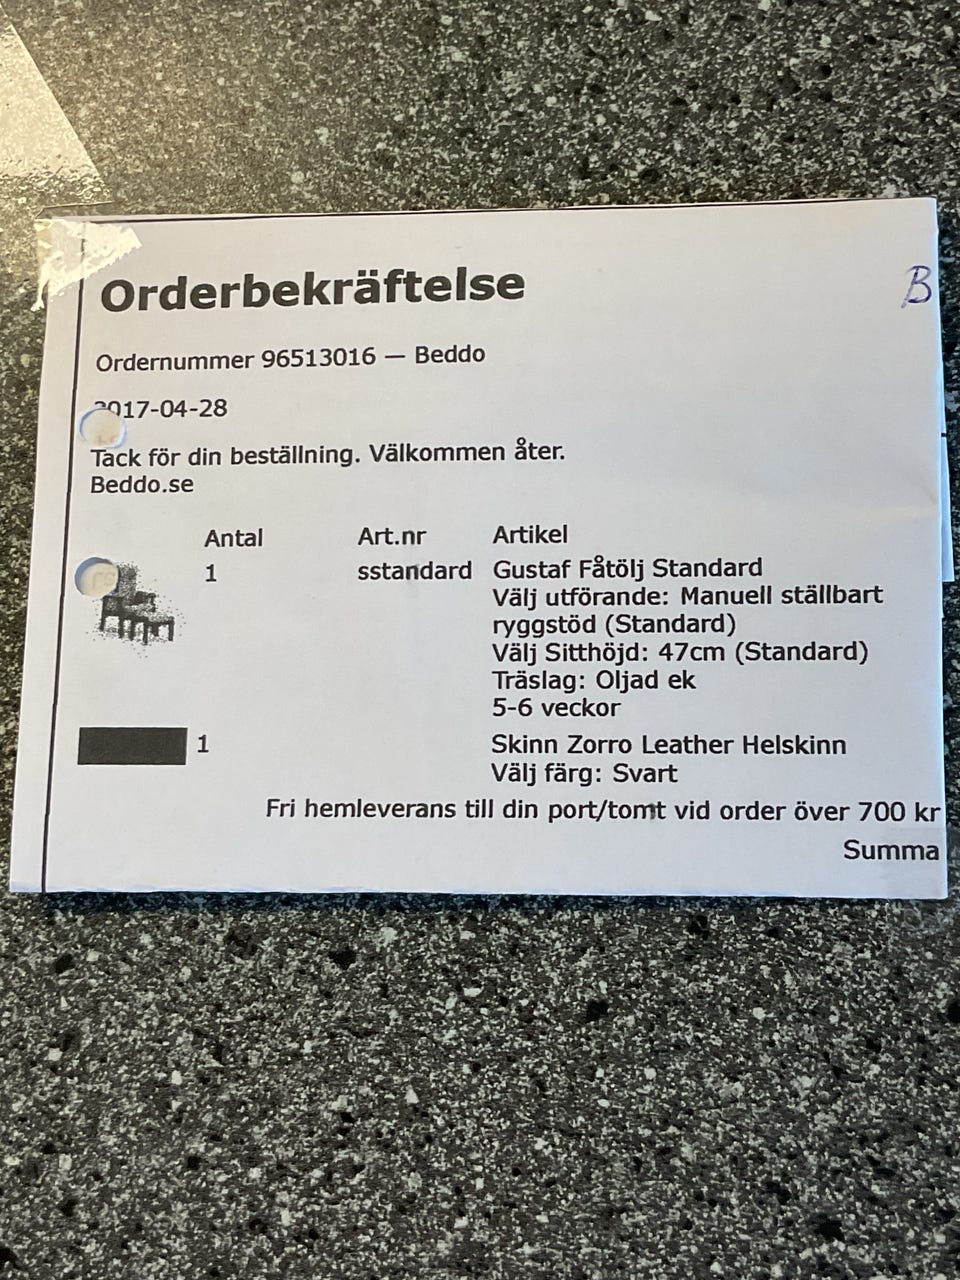 Orderbekräftelse
B
Ordernummer 96513016 — Beddo
2017-04-28
Tack för din beställning. Välkommen åter.
Beddo.se
Antal Art.nr Artikel
1 sstandard Gustaf Fåtölj Standard
Välj utförande: Manuell ställbart
ryggstöd (Standard)
Välj Sitthöjd: 47cm (Standard)
Träslag: Oljad ek
5-6 veckor
1 Skinn Zorro Leather Helskinn
Välj färg: Svart
Fri hemleverans till din port/tomt vid order över 700 kr
Summa